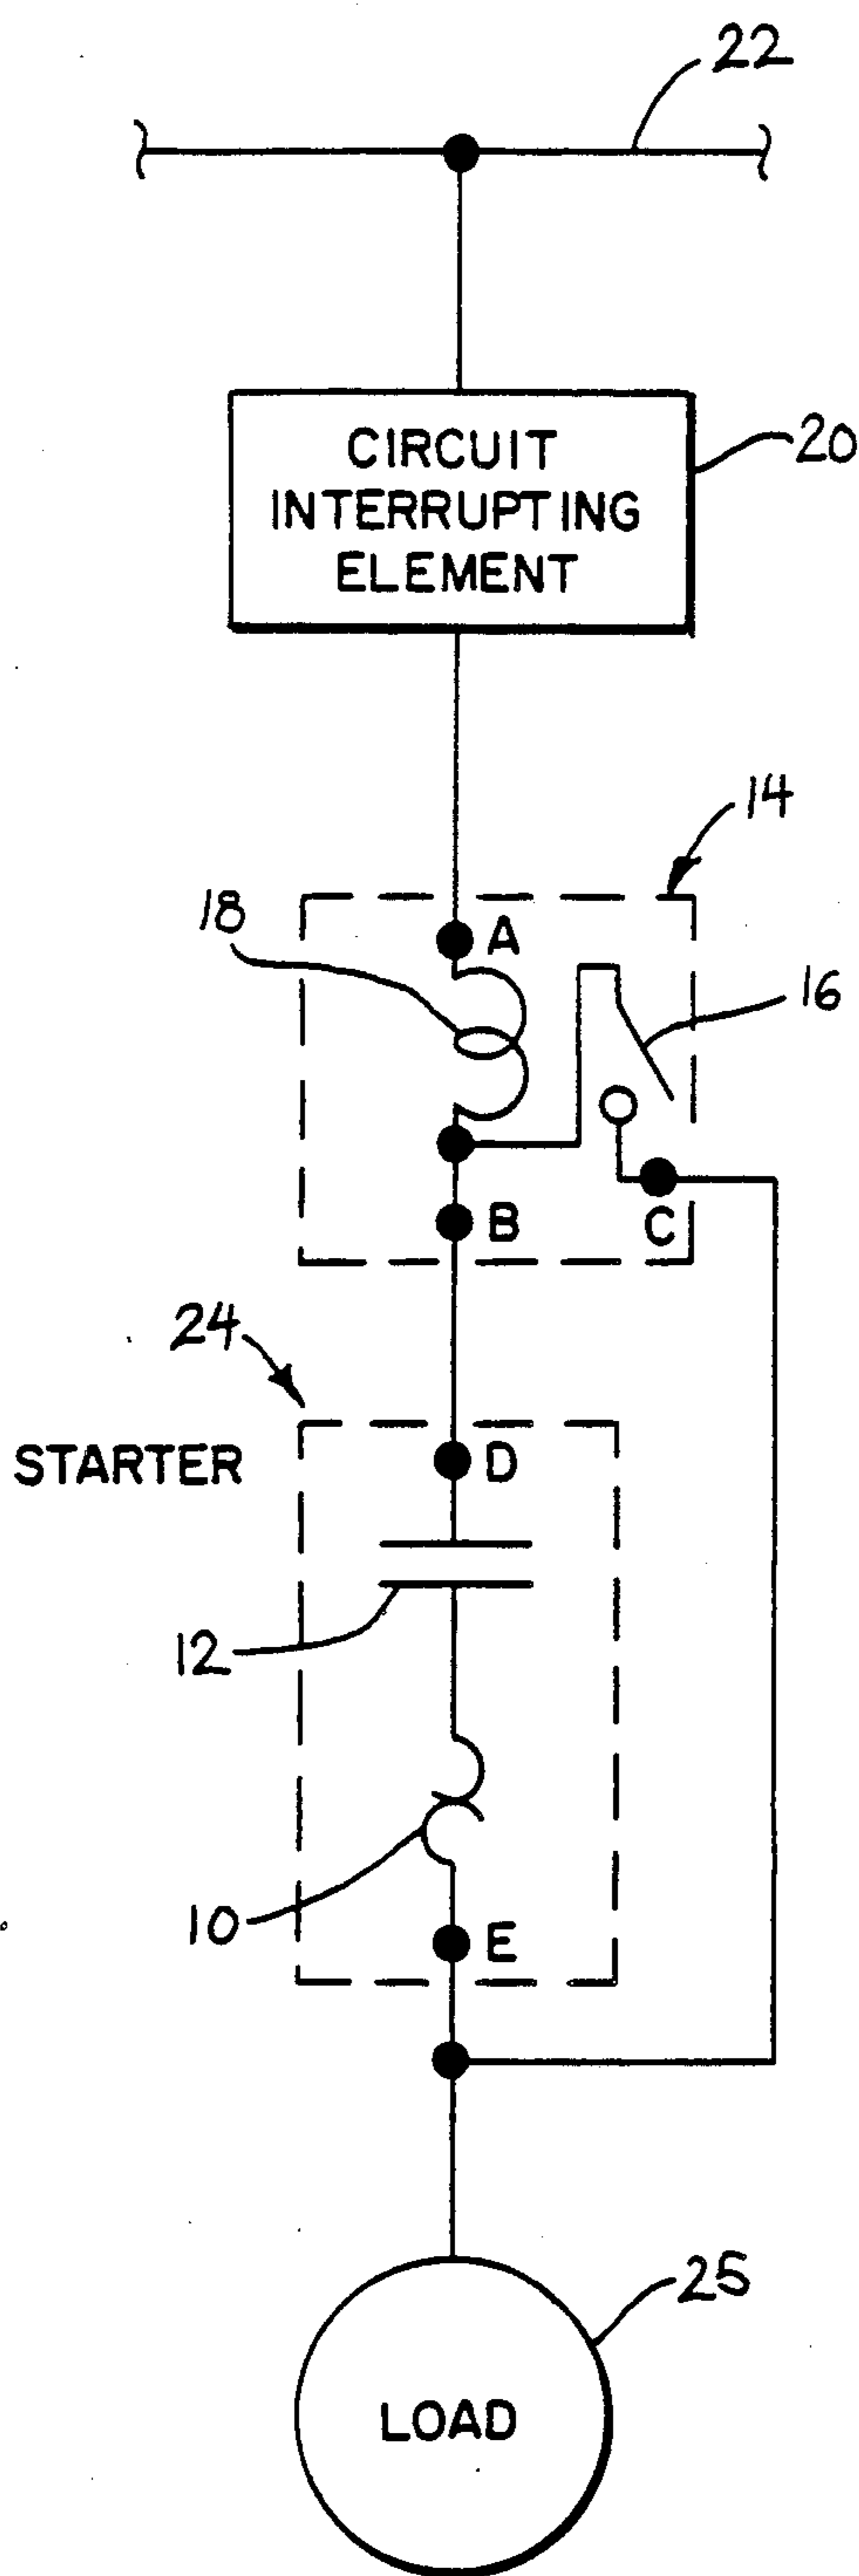 22
CIRCUIT
INTERRUPTING
ELEMENT
20
14
18
A
16
B
C
24
STARTER
D
12
10
E
25
LOAD